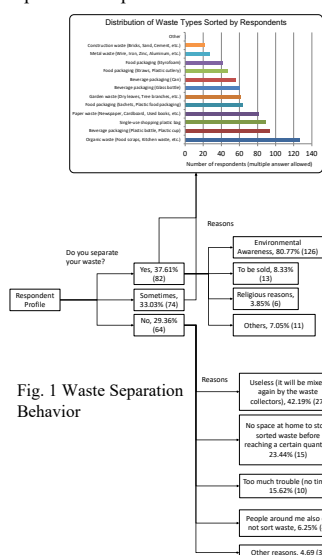 Distribution of Waste Types Sorted by Respondents
Other
Construction waste (Bricks, Sand, Cement, etc.)
Metal waste (Wire, Iron, Zinc, Aluminum, etc.)
Food packaging (Styrofoam)
Food packaging (Straws, Plastic cutlery)
Beverage packaging (Can)
Beverage packaging (Glass bottle)
Garden waste (Dry leaves, Tree branches, etc.)
Food packaging (Sachets, Plastic food packaging)
Paper waste (Newspaper, Cardboard, Used books, etc.)
Single-use shopping plastic bag
Beverage packaging (Plastic bottle, Plastic cup)
Organic waste (Food scraps, Kitchen waste, etc.)
0 20 40 60 80 100 120 140
Number of respondents (multiple answer allowed)
Reasons
Do you separate
your waste?
Respondent
Profile
Yes, 37.61%
(82)
Sometimes,
33.03% (74)
No, 29.36%
(64)
Environmental
Awareness, 80.77% (126)
To be sold, 8.33%
(13)
Religious reasons,
3.85% (6)
Others, 7.05% (11)
Fig. 1 Waste Separation
Behavior
Reasons
Useless (it will be mixe
again by the waste
collectors), 42.19% (27
No space at home to sto
sorted waste before
reaching a certain quant
23.44% (15)
Too much trouble (no tin
15.62% (10)
People around me also
not sort waste, 6.25% (
Other reasons, 4.69 (3